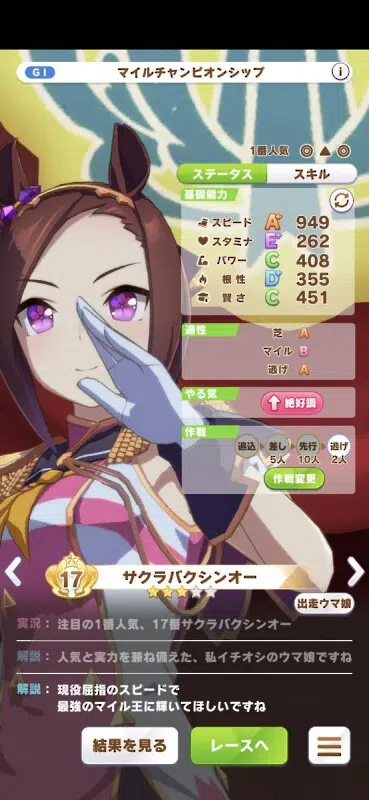 GI
マイルチャンピオンシップ
i
1番人気 ◎ ▲ ◎
ステータス スキル
基礎能力
スピード A+ 949
スタミナ E+ 262
パワー C 408
根性 D+ 355
賢さ C 451
適性
芝 A
マイル B
逃げ A
やる気
絶好調
作戦
追込 差し 先行 逃げ
5人 10人 2人
作戦変更
17 サクラバクシンオー
出走ウマ娘
実況： 注目の1番人気、17番サクラバクシンオー
解説： 人気と実力を兼ね備えた、私イチオシのウマ娘ですね
解説： 現役屈指のスピードで
最強のマイル王に輝いてほしいですね
結果を見る レースへ